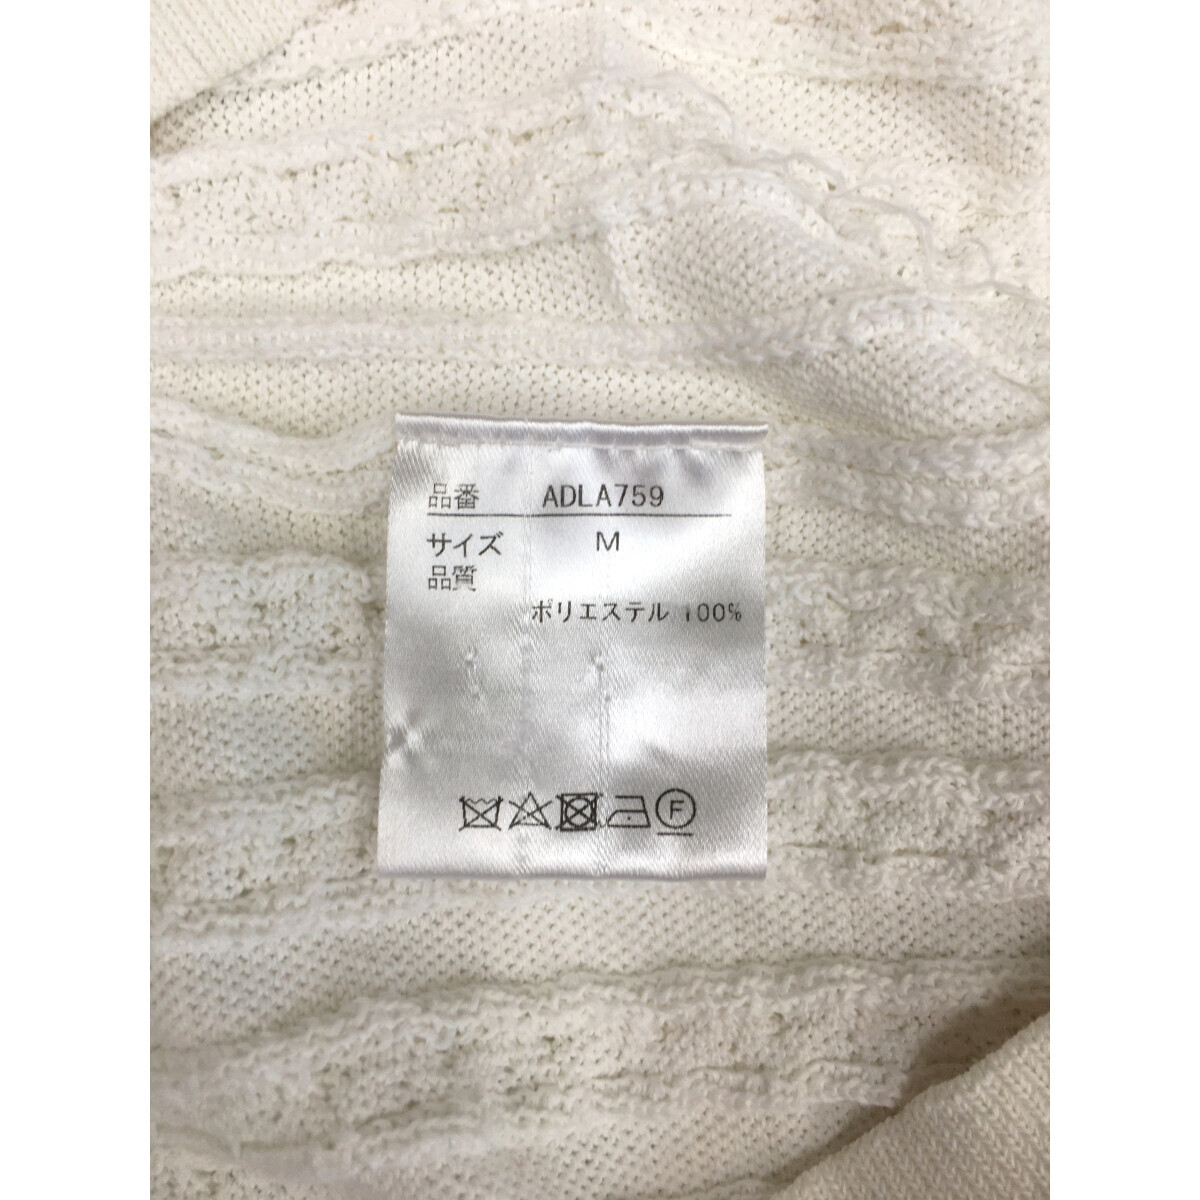 品番 ADLA759
サイズ M
品質
ポリエステル 100%
F